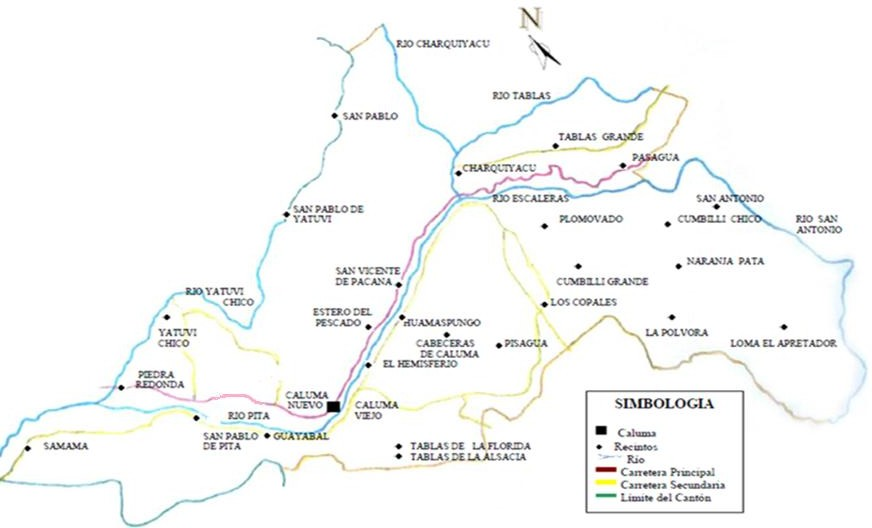 N
RIO CHARQUIYACU
RIO TABLAS
SAN PABLO
TABLAS GRANDE
PASAGUA
CHARQUIYACU
RIO ESCALERAS
SAN ANTONIO
SAN PABLO DE
YATUVI
PLOMOVADO
CUMBILLI CHICO
RIO SAN
ANTONIO
SAN VICENTE
DE PACANA
NARANJA PATA
CUMBILLI GRANDE
RIO YATUVI
CHICO
LOS COPALES
ESTERO DEL
PESCADO
HUAMASPUNGO
YATUVI
CHICO
CABECERAS
DE CALUMA
PISAGUA
LA POLVORA
LOMA EL APRETADOR
EL HEMISFERIO
PIEDRA
REDONDA
CALUMA
NUEVO
CALUMA
VIEJO
RIO PITA
SAN PABLO
DE PITA
GUAYABAL
SAMAMA
TABLAS DE LA FLORIDA
TABLAS DE LA ALSACIA
SIMBOLOGIA
Caluma
Recintos
Río
Carretera Principal
Carretera Secundaria
Limite del Cantón